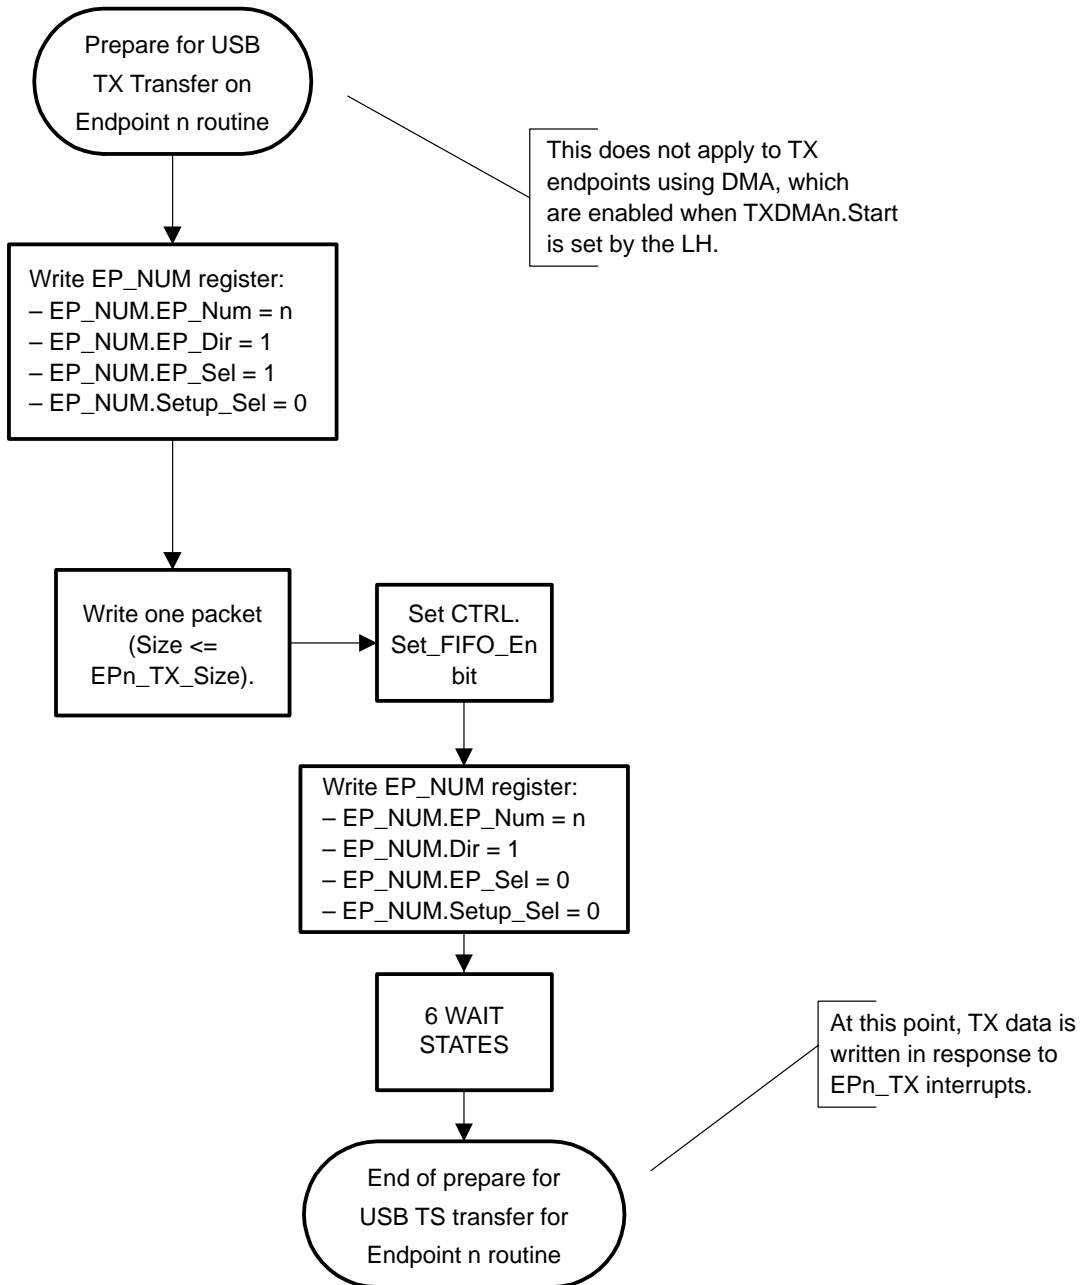 Prepare for USB
TX Transfer on
Endpoint n routine
This does not apply to TX
endpoints using DMA, which
are enabled when TXDMAn.Start
is set by the LH.
Write EP_NUM register:
– EP_NUM.EP_Num = n
– EP_NUM.EP_Dir = 1
– EP_NUM.EP_Sel = 1
– EP_NUM.Setup_Sel = 0
Write one packet
(Size <=
EPn_TX_Size).
Set CTRL.
Set_FIFO_En
bit
Write EP_NUM register:
– EP_NUM.EP_Num = n
– EP_NUM.Dir = 1
– EP_NUM.EP_Sel = 0
– EP_NUM.Setup_Sel = 0
6 WAIT
STATES
At this point, TX data is
written in response to
EPn_TX interrupts.
End of prepare for
USB TS transfer for
Endpoint n routine